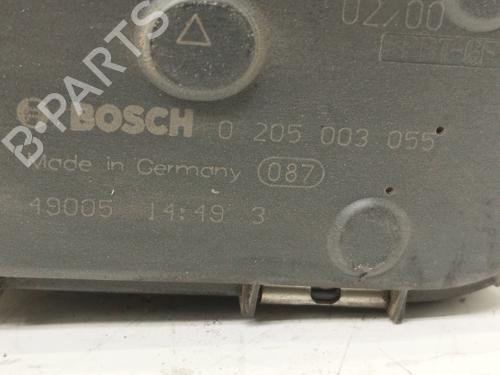 02/00
B-PARTS
BOSCH 0 205 003 055
Made in Germany 087
49005 14:49 3